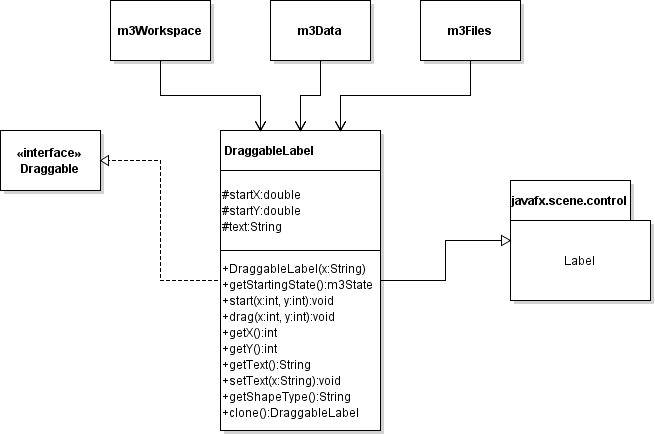 m3Workspace
m3Data
m3Files
«interface»
Draggable
DraggableLabel
#startX:double
#startY:double
#text:String
+DraggableLabel(x:String)
+getStartingState():m3State
+start(x:int, y:int):void
+drag(x:int, y:int):void
+getX():int
+getY():int
+getText():String
+setText(x:String):void
+getShapeType():String
+clone():DraggableLabel
javafx.scene.control
Label